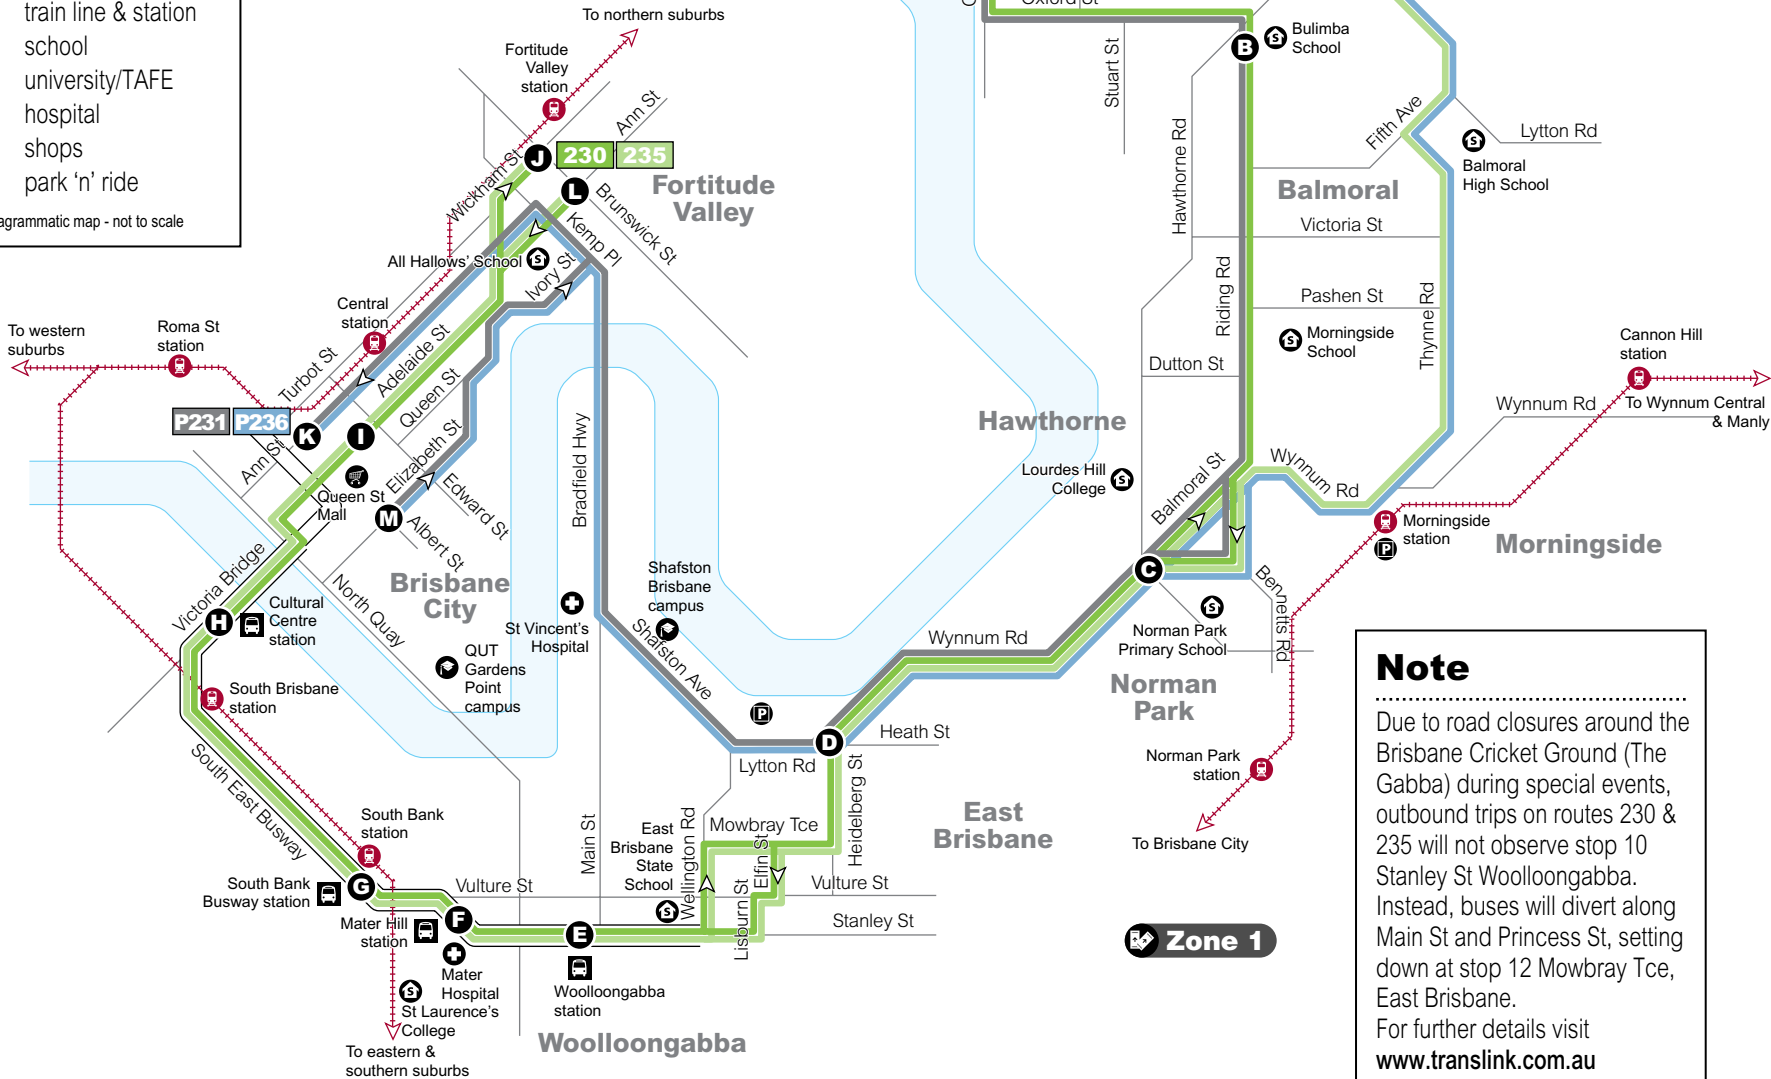 train line & station
school
university/TAFE
hospital
shops
park ‘n’ ride
agrammatic map - not to scale
To northern suburbs
Fortitude
Valley
station
Ann St
Wickham St
J
230
235
L
Fortitude
Valley
Brunswick St
Kemp Pl
All Hallows’ School
Ivory St
Central
station
To western
suburbs
Roma St
station
Turbot St
Adelaide St
Queen St
P231
P236
K
I
Ann St
Elizabeth St
Queen St
Mall
Edward St
M
Albert St
Brisbane
City
North Quay
Victoria Bridge
H
Cultural
Centre
station
South Brisbane
station
QUT
Gardens
Point
campus
St Vincent’s
Hospital
Bradfield Hwy
Shafston
Brisbane
campus
Shafston Ave
P
South East Busway
South Bank
station
South Bank
Busway station
G
Mater Hill
station
F
Mater
Hospital
St Laurence’s
College
To eastern &
southern suburbs
Vulture St
E
Woolloongabba
station
Woolloongabba
Main St
East
Brisbane
State
School
Wellington Rd
Mowbray Tce
Lytton Rd
D
Heath St
Heidelberg St
Elfin St
Lisburn St
Vulture St
Stanley St
East
Brisbane
Wynnum Rd
Oxford St
Stuart St
B
Bulimba
School
Hawthorne Rd
Fifth Ave
Lytton Rd
Balmoral
High School
Balmoral
Victoria St
Riding Rd
Pashen St
Thynne Rd
Morningside
School
Dutton St
Hawthorne
Lourdes Hill
College
Balmoral St
Wynnum Rd
C
Bennetts Rd
Norman Park
Primary School
Norman
Park
Norman Park
station
To Brisbane City
Cannon Hill
station
Wynnum Rd
To Wynnum Central
& Manly
Morningside
station
P
Morningside
Zone 1
Note
Due to road closures around the
Brisbane Cricket Ground (The
Gabba) during special events,
outbound trips on routes 230 &
235 will not observe stop 10
Stanley St Woolloongabba.
Instead, buses will divert along
Main St and Princess St, setting
down at stop 12 Mowbray Tce,
East Brisbane.
For further details visit
www.translink.com.au